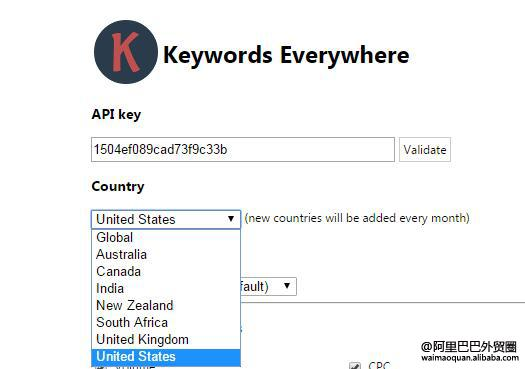 K
Keywords Everywhere
API key
1504ef089cad73f9c33b
Validate
Country
United States (new countries will be added every month)
Global
Australia
Canada
India
fault)
New Zealand
South Africa
United Kingdom
United States
Volume
CPC
@阿里巴巴外贸圈
waimaoquan.alibaba.com